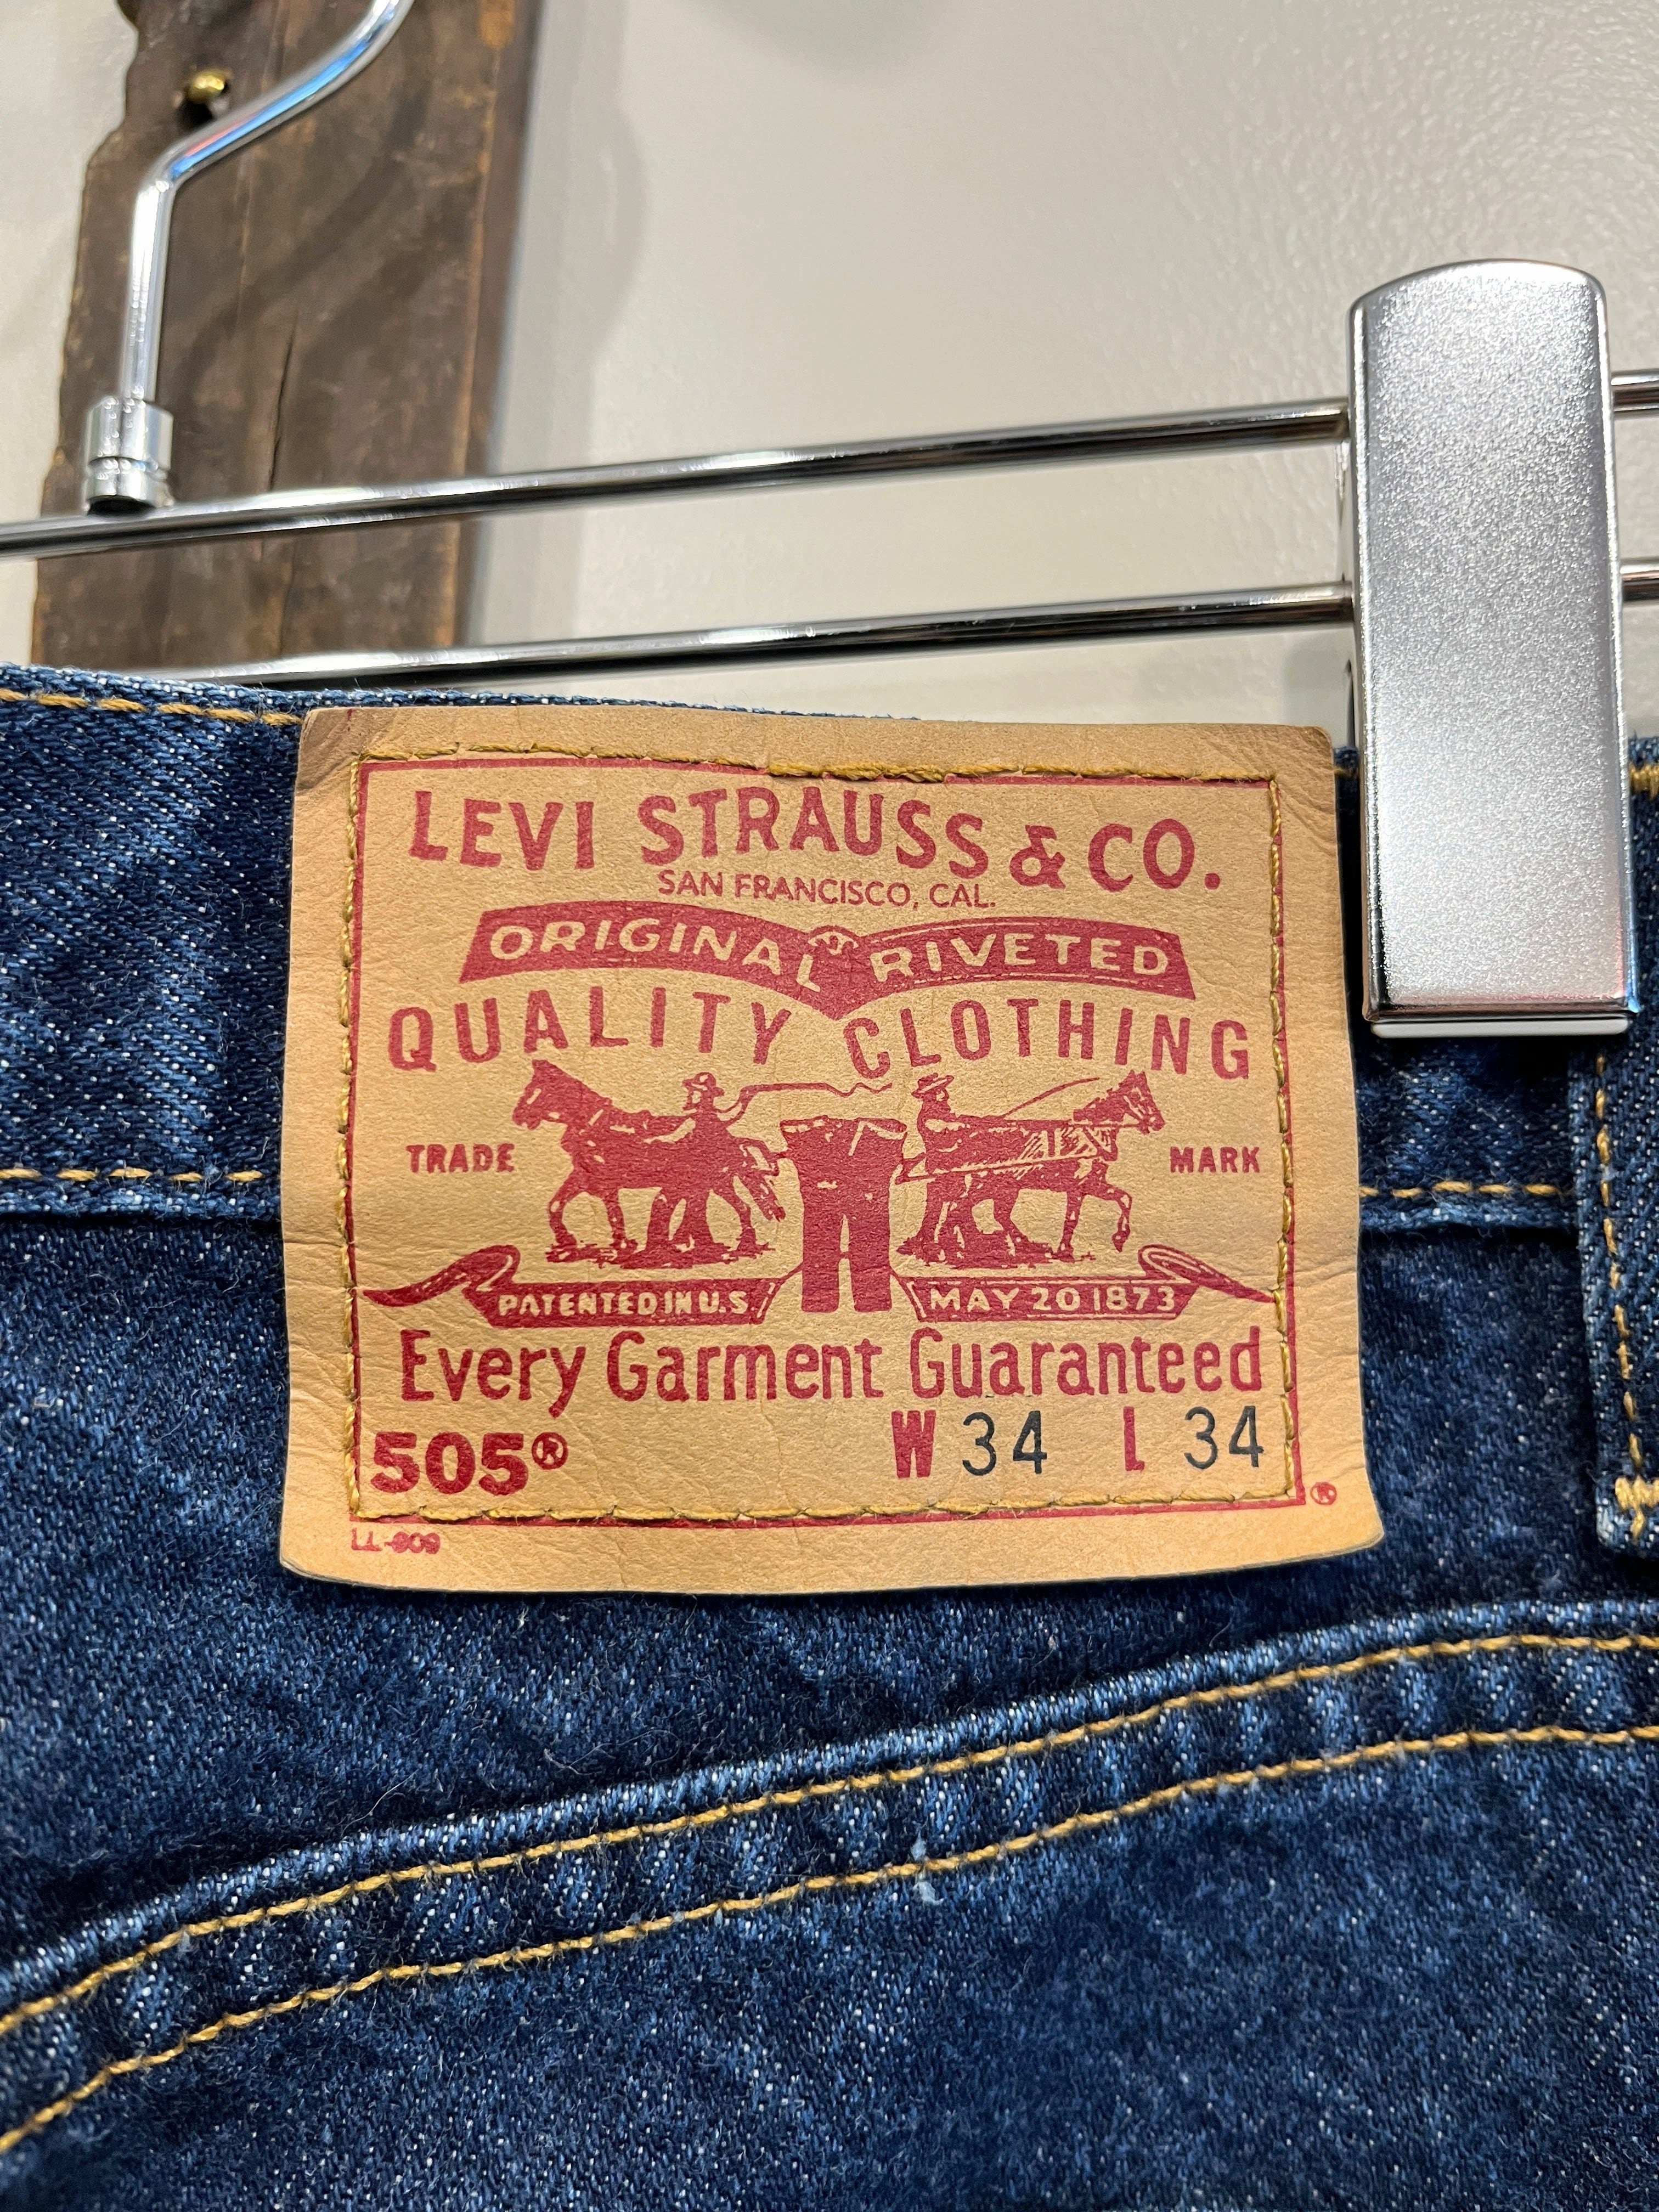 LEVI STRAUSS & CO.
SAN FRANCISCO, CAL.
ORIGINAL RIVETED
QUALITY CLOTHING
TRADE MARK
PATENTED IN U.S. MAY 20 1873
Every Garment Guaranteed
505® W 34 L 34
®